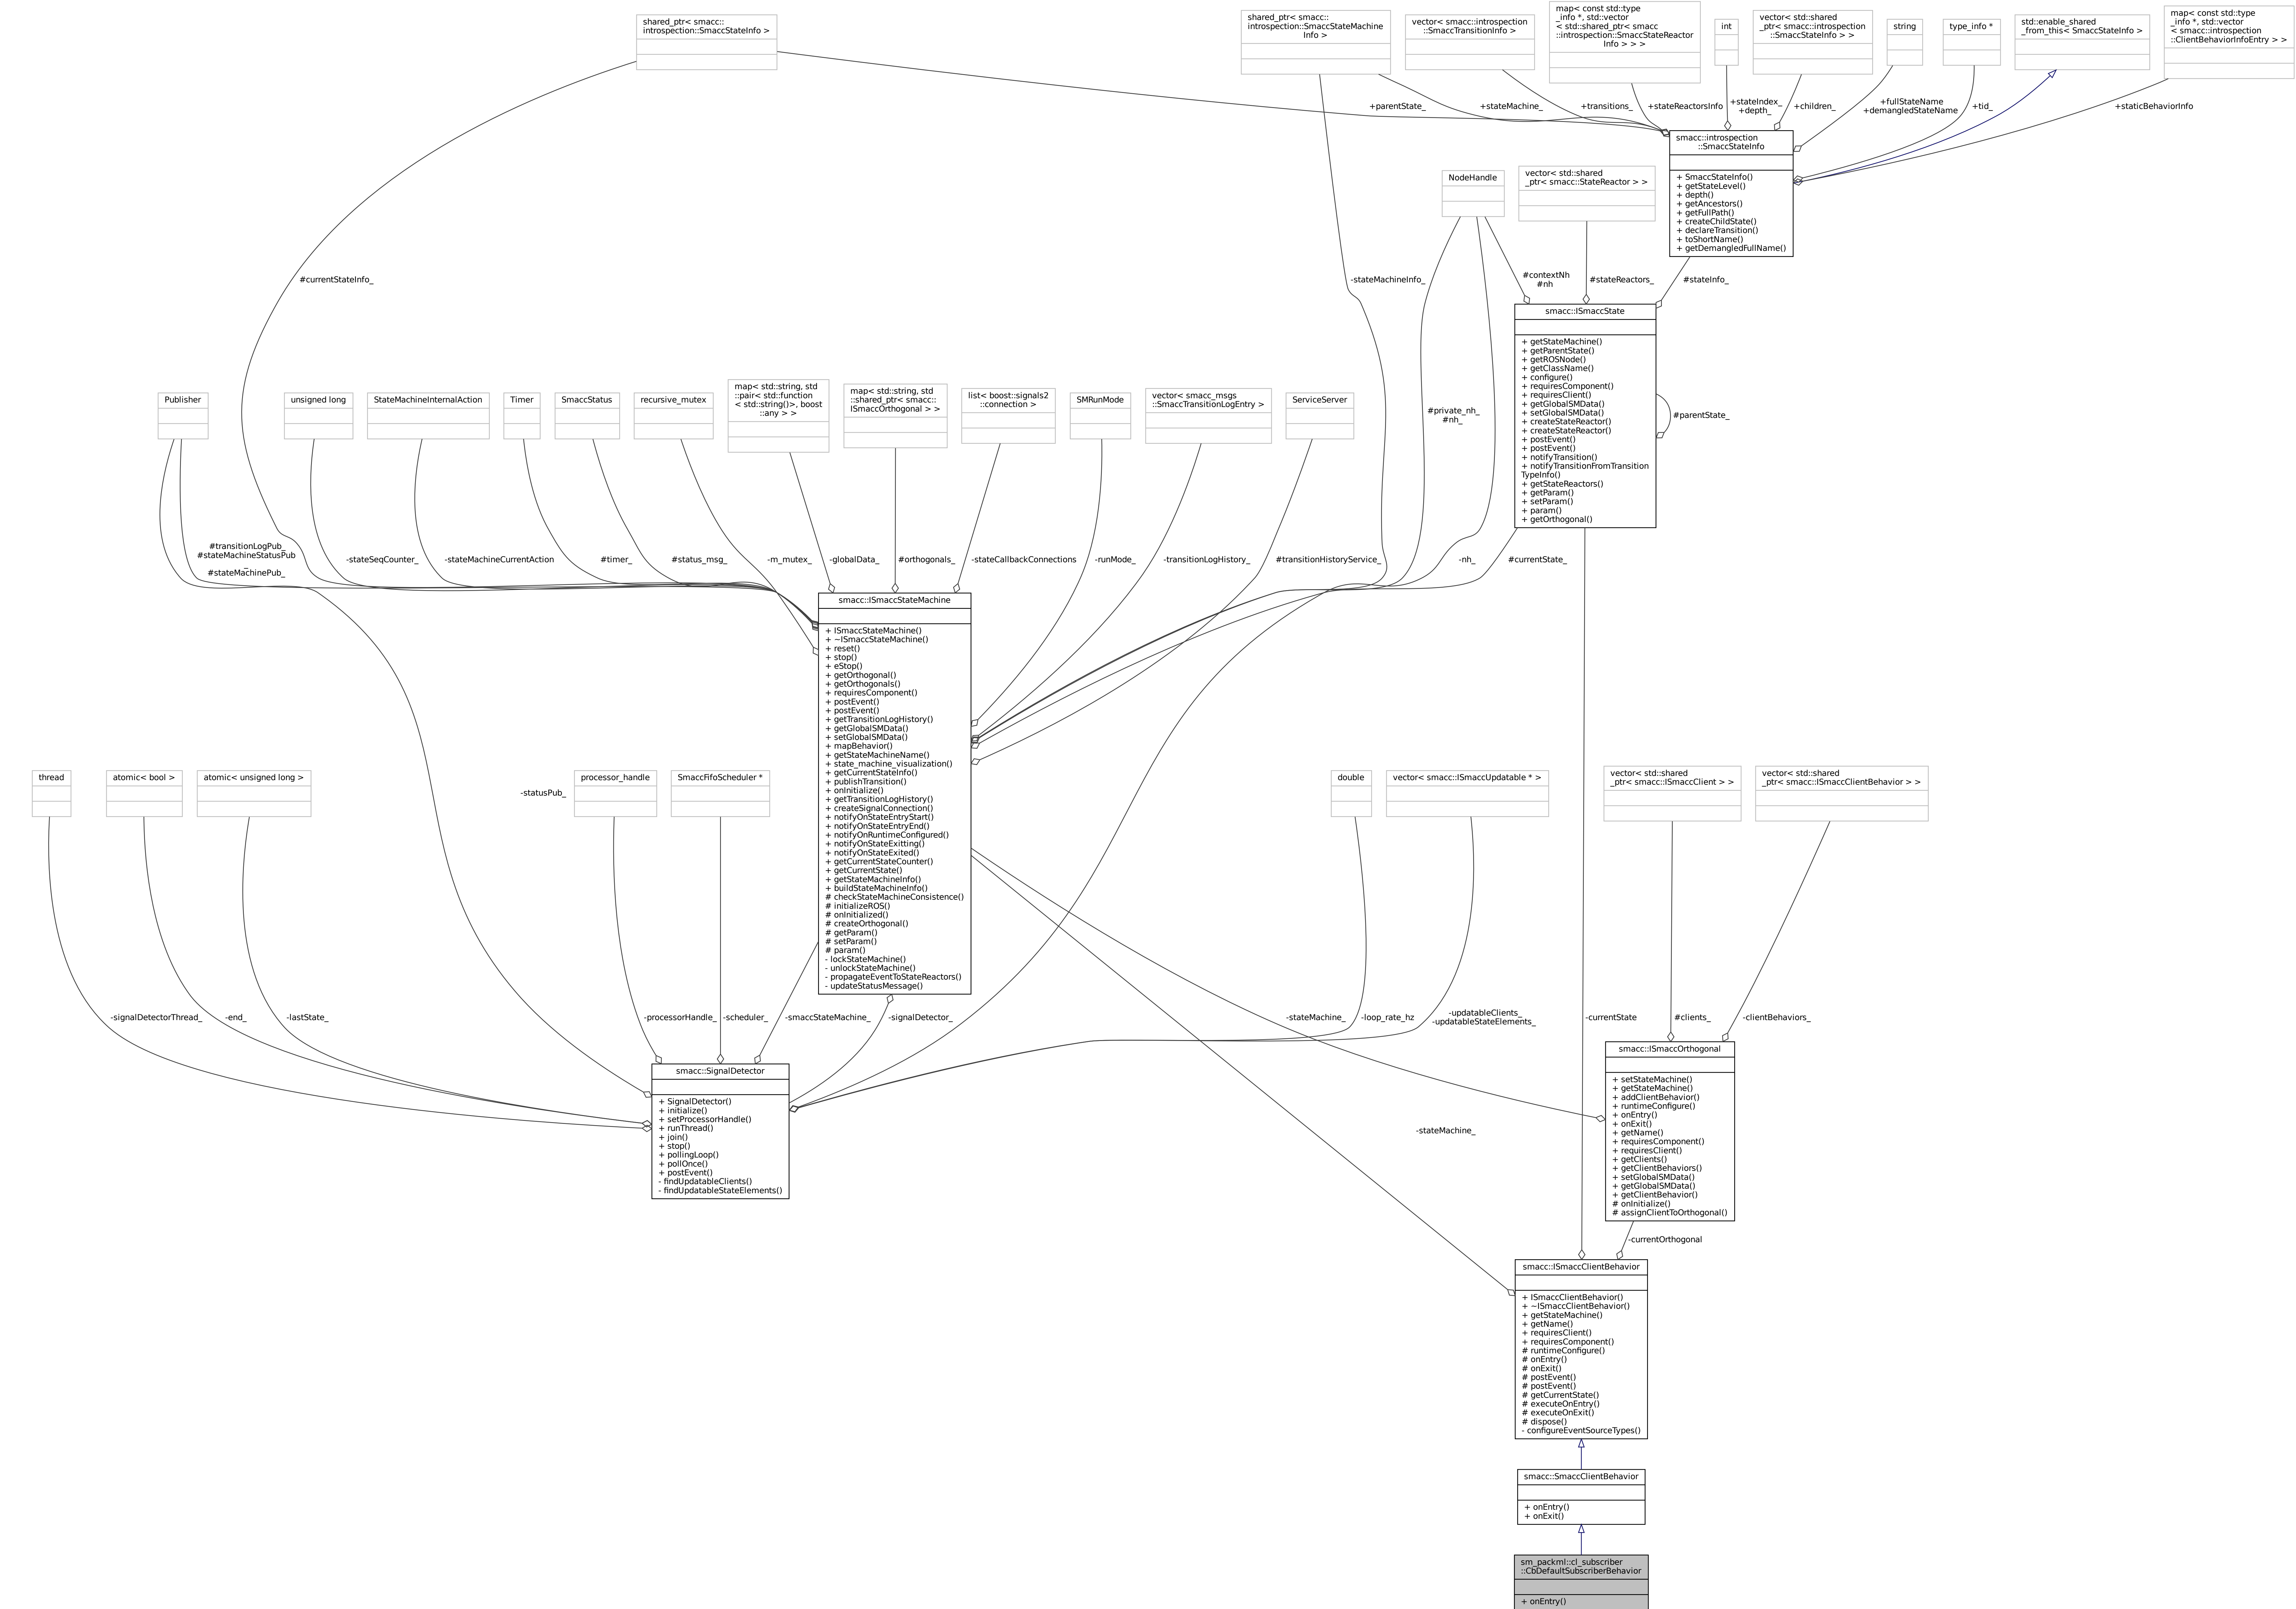 shared_ptr< smacc::
introspection::SmaccStateInfo >
shared_ptr< smacc::
introspection::SmaccStateMachine
Info >
vector< smacc::introspection
::SmaccTransitionInfo >
map< const std::type
_info *, std::vector
< std::shared_ptr< smacc
::introspection::SmaccStateReactor
Info > > >
int
vector< std::shared
_ptr< smacc::introspection
::SmaccStateInfo > >
string
type_info *
std::enable_shared
_from_this< SmaccStateInfo >
map< const std::type
_info *, std::vector
< smacc::introspection
::ClientBehaviorInfoEntry > >
+parentState_
+stateMachine_
+transitions_
+stateReactorsInfo
+stateIndex_
+depth_
+children_
+fullStateName
+demangledStateName
+tid_
+staticBehaviorInfo
smacc::introspection
::SmaccStateInfo
+ SmaccStateInfo()
+ getStateLevel()
+ depth()
+ getAncestors()
+ getFullPath()
+ createChildState()
+ declareTransition()
+ toShortName()
+ getDemangledFullName()
NodeHandle
vector< std::shared
_ptr< smacc::StateReactor > >
#currentStateInfo_
-stateMachineInfo_
#contextNh
#nh
#stateReactors_
#stateInfo_
smacc::ISmaccState
+ getStateMachine()
+ getParentState()
+ getROSNode()
+ getClassName()
+ configure()
+ requiresComponent()
+ requiresClient()
+ getGlobalSMData()
+ setGlobalSMData()
+ createStateReactor()
+ createStateReactor()
+ postEvent()
+ postEvent()
+ notifyTransition()
+ notifyTransitionFromTransition
TypeInfo()
+ getStateReactors()
+ getParam()
+ setParam()
+ param()
+ getOrthogonal()
#parentState_
Publisher
unsigned long
StateMachineInternalAction
Timer
SmaccStatus
recursive_mutex
map< std::string, std
::pair< std::function
< std::string()>, boost
::any > >
map< std::string, std
::shared_ptr< smacc::
ISmaccOrthogonal > >
list< boost::signals2
::connection >
SMRunMode
vector< smacc_msgs
::SmaccTransitionLogEntry >
ServiceServer
#private_nh_
#nh_
#transitionLogPub_
#stateMachineStatusPub
_
#stateMachinePub_
-stateSeqCounter_
-stateMachineCurrentAction
#timer_
#status_msg_
-m_mutex_
-globalData_
#orthogonals_
-stateCallbackConnections
-runMode_
-transitionLogHistory_
#transitionHistoryService_
-nh_
#currentState_
smacc::ISmaccStateMachine
+ ISmaccStateMachine()
+ ~ISmaccStateMachine()
+ reset()
+ stop()
+ eStop()
+ getOrthogonal()
+ getOrthogonals()
+ requiresComponent()
+ postEvent()
+ postEvent()
+ getTransitionLogHistory()
+ getGlobalSMData()
+ setGlobalSMData()
+ mapBehavior()
+ getStateMachineName()
+ state_machine_visualization()
+ getCurrentStateInfo()
+ publishTransition()
+ onInitialize()
+ getTransitionLogHistory()
+ createSignalConnection()
+ notifyOnStateEntryStart()
+ notifyOnStateEntryEnd()
+ notifyOnRuntimeConfigured()
+ notifyOnStateExitting()
+ notifyOnStateExited()
+ getCurrentStateCounter()
+ getCurrentState()
+ getStateMachineInfo()
+ buildStateMachineInfo()
# checkStateMachineConsistence()
# initializeROS()
# onInitialized()
# createOrthogonal()
# getParam()
# setParam()
# param()
- lockStateMachine()
- unlockStateMachine()
- propagateEventToStateReactors()
- updateStatusMessage()
thread
atomic< bool >
atomic< unsigned long >
-statusPub_
processor_handle
SmaccFifoScheduler *
double
vector< smacc::ISmaccUpdatable * >
vector< std::shared
_ptr< smacc::ISmaccClient > >
vector< std::shared
_ptr< smacc::ISmaccClientBehavior > >
-signalDetectorThread_
-end_
-lastState_
-processorHandle_
-scheduler_
-smaccStateMachine_
-signalDetector_
-stateMachine_
-loop_rate_hz
-updatableClients_
-updatableStateElements_
-currentState
#clients_
-clientBehaviors_
smacc::SignalDetector
+ SignalDetector()
+ initialize()
+ setProcessorHandle()
+ runThread()
+ join()
+ stop()
+ pollingLoop()
+ pollOnce()
+ postEvent()
- findUpdatableClients()
- findUpdatableStateElements()
smacc::ISmaccOrthogonal
+ setStateMachine()
+ getStateMachine()
+ addClientBehavior()
+ runtimeConfigure()
+ onEntry()
+ onExit()
+ getName()
+ requiresComponent()
+ requiresClient()
+ getClients()
+ getClientBehaviors()
+ setGlobalSMData()
+ getGlobalSMData()
+ getClientBehavior()
# onInitialize()
# assignClientToOrthogonal()
-stateMachine_
-currentOrthogonal
smacc::ISmaccClientBehavior
+ ISmaccClientBehavior()
+ ~ISmaccClientBehavior()
+ getStateMachine()
+ getName()
+ requiresClient()
+ requiresComponent()
# runtimeConfigure()
# onEntry()
# onExit()
# postEvent()
# postEvent()
# getCurrentState()
# executeOnEntry()
# executeOnExit()
# dispose()
- configureEventSourceTypes()
smacc::SmaccClientBehavior
+ onEntry()
+ onExit()
sm_packml::cl_subscriber
::CbDefaultSubscriberBehavior
+ onEntry()